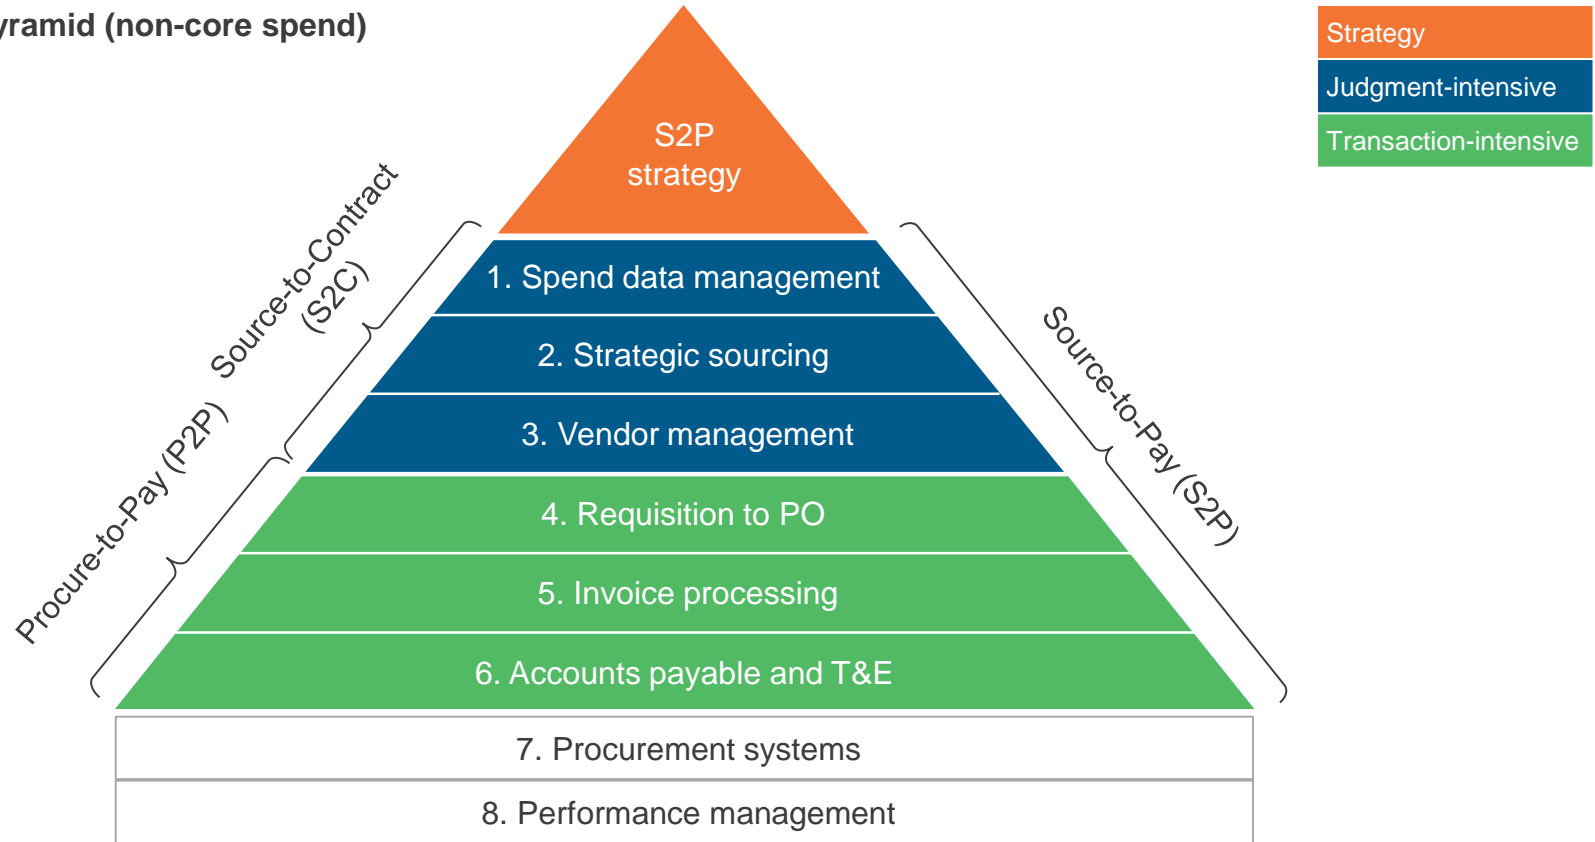 yramid (non-core spend)
Strategy
Judgment-intensive
Transaction-intensive
S2P
strategy
Source-to-Contract
(S2C)
Procure-to-Pay (P2P)
Source-to-Pay (S2P)
1. Spend data management
2. Strategic sourcing
3. Vendor management
4. Requisition to PO
5. Invoice processing
6. Accounts payable and T&E
7. Procurement systems
8. Performance management